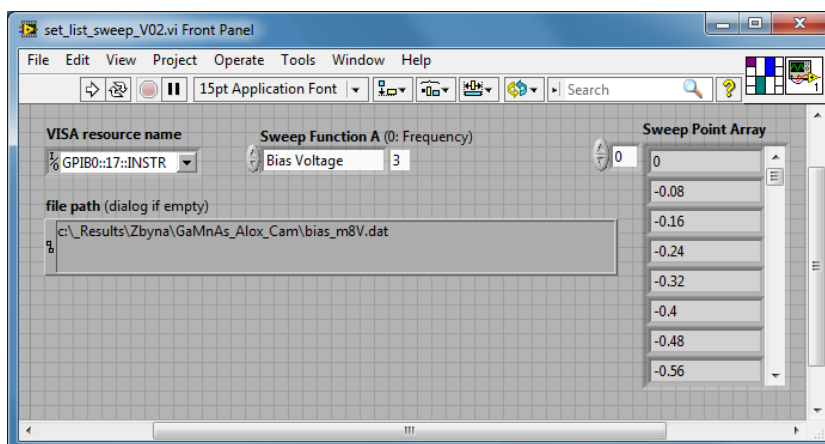 set_list_sweep_V02.vi Front Panel
File Edit View Project Operate Tools Window Help
15pt Application Font Search ? 1
VISA resource name
I/O GPIB0::17::INSTR
Sweep Function A (0: Frequency)
Bias Voltage 3
file path (dialog if empty)
c:\_Results\Zbyna\GaMnAs_Alox_Cam\bias_m8V.dat
Sweep Point Array
0 0
-0.08
-0.16
-0.24
-0.32
-0.4
-0.48
-0.56